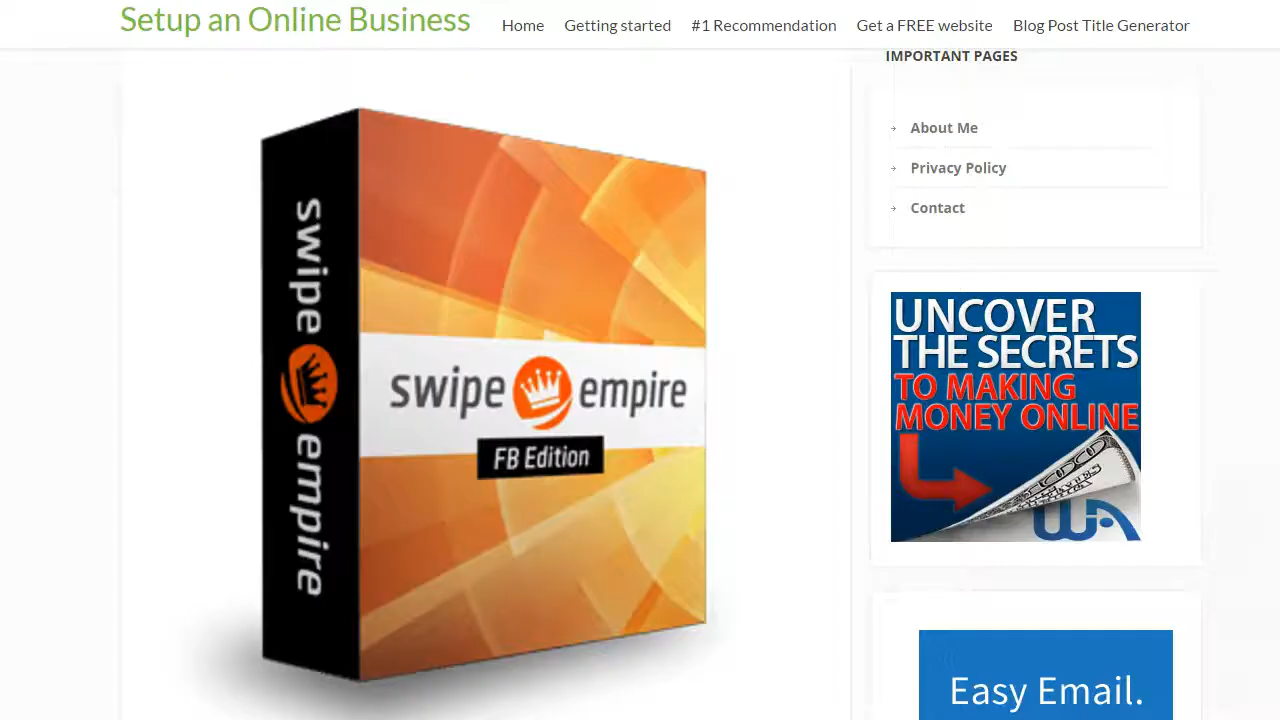 Setup an Online Business
Home Getting started #1 Recommendation Get a FREE website Blog Post Title Generator
IMPORTANT PAGES
About Me
Privacy Policy
Contact
swipe empire
swipe empire
FB Edition
UNCOVER
THE SECRETS
TO MAKING
MONEY ONLINE
WA
Easy Email.